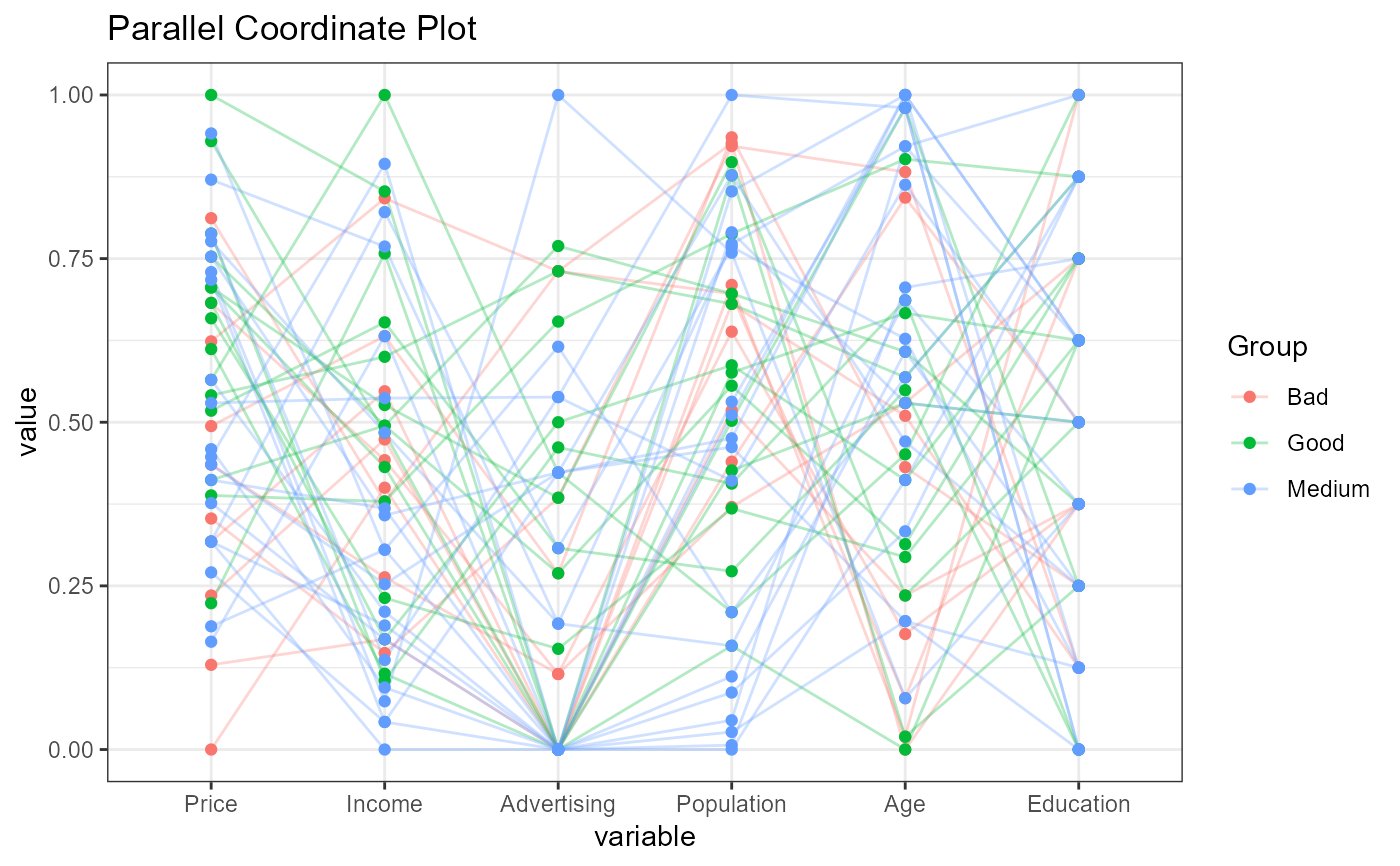 Parallel Coordinate Plot
1.00
0.75
0.50
0.25
0.00
value
Price Income Advertising Population Age Education
variable
Group
Bad
Good
Medium